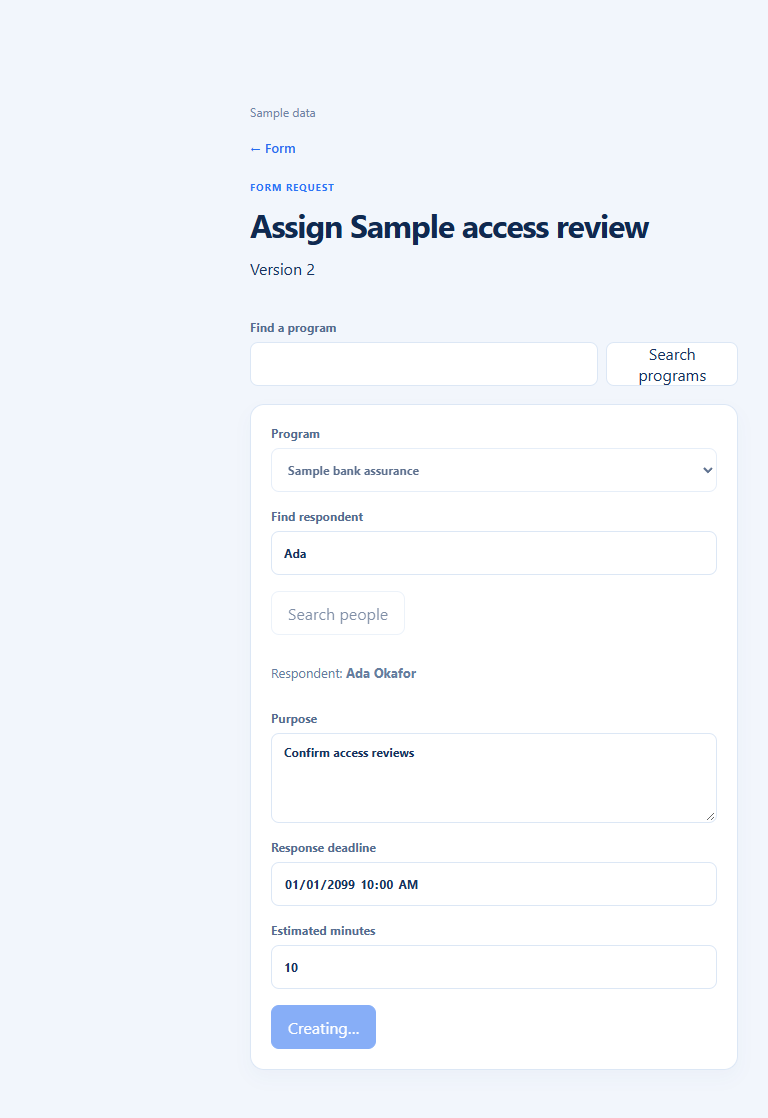 Sample data
← Form
FORM REQUEST
Assign Sample access review
Version 2
Find a program
Search
programs
Program
Sample bank assurance
Find respondent
Ada
Search people
Respondent: Ada Okafor
Purpose
Confirm access reviews
Response deadline
01/01/2099 10:00 AM
Estimated minutes
10
Creating...